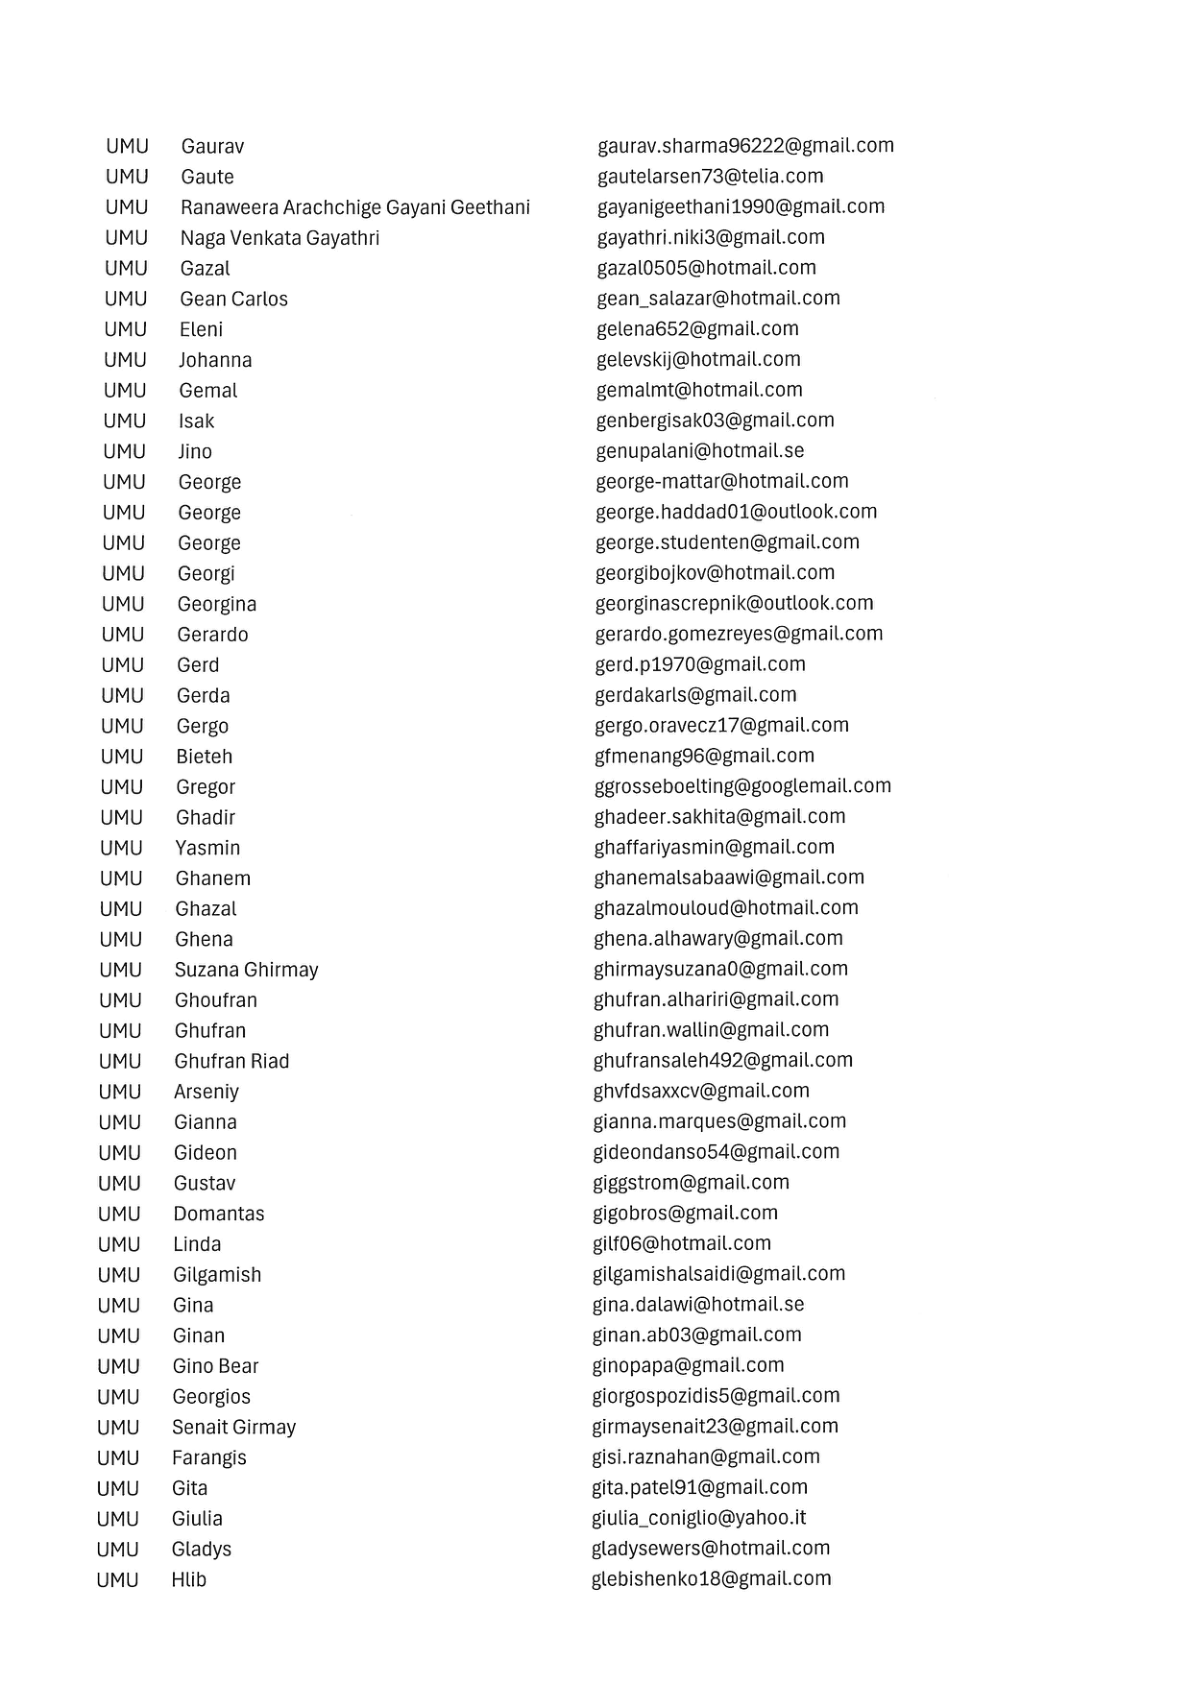 UMU Gaurav gaurav.sharma96222@gmail.com
UMU Gaute gautelarsen73@telia.com
UMU Ranaweera Arachchige Gayani Geethani gayanigeethani1990@gmail.com
UMU Naga Venkata Gayathri gayathri.niki3@gmail.com
UMU Gazal gazal0505@hotmail.com
UMU Gean Carlos gean_salazar@hotmail.com
UMU Eleni gelena652@gmail.com
UMU Johanna gelevskij@hotmail.com
UMU Gemal gemalmt@hotmail.com
UMU Isak genbergisak03@gmail.com
UMU Jino genupalani@hotmail.se
UMU George george-mattar@hotmail.com
UMU George george.haddad01@outlook.com
UMU George george.studenten@gmail.com
UMU Georgi georgibojkov@hotmail.com
UMU Georgina georginascrepnik@outlook.com
UMU Gerardo gerardo.gomezreyes@gmail.com
UMU Gerd gerd.p1970@gmail.com
UMU Gerda gerdakarls@gmail.com
UMU Gergo gergo.oravecz17@gmail.com
UMU Bieteh gfmenang96@gmail.com
UMU Gregor ggrosseboelting@googlemail.com
UMU Ghadir ghadeer.sakhita@gmail.com
UMU Yasmin ghaffariyasmin@gmail.com
UMU Ghanem ghanemalsabaawi@gmail.com
UMU Ghazal ghazalmouloud@hotmail.com
UMU Ghena ghena.alhawary@gmail.com
UMU Suzana Ghirmay ghirmaysuzana0@gmail.com
UMU Ghoufran ghufran.alhariri@gmail.com
UMU Ghufran ghufran.wallin@gmail.com
UMU Ghufran Riad ghufransaleh492@gmail.com
UMU Arseniy ghvfdsaxxcv@gmail.com
UMU Gianna gianna.marques@gmail.com
UMU Gideon gideondanso54@gmail.com
UMU Gustav giggstrom@gmail.com
UMU Domantas gigobros@gmail.com
UMU Linda gilf06@hotmail.com
UMU Gilgamish gilgamishalsaidi@gmail.com
UMU Gina gina.dalawi@hotmail.se
UMU Ginan ginan.ab03@gmail.com
UMU Gino Bear ginopapa@gmail.com
UMU Georgios giorgospozidis5@gmail.com
UMU Senait Girmay girmaysenait23@gmail.com
UMU Farangis gisi.raznahan@gmail.com
UMU Gita gita.patel91@gmail.com
UMU Giulia giulia_coniglio@yahoo.it
UMU Gladys gladysewers@hotmail.com
UMU Hlib glebishenko18@gmail.com